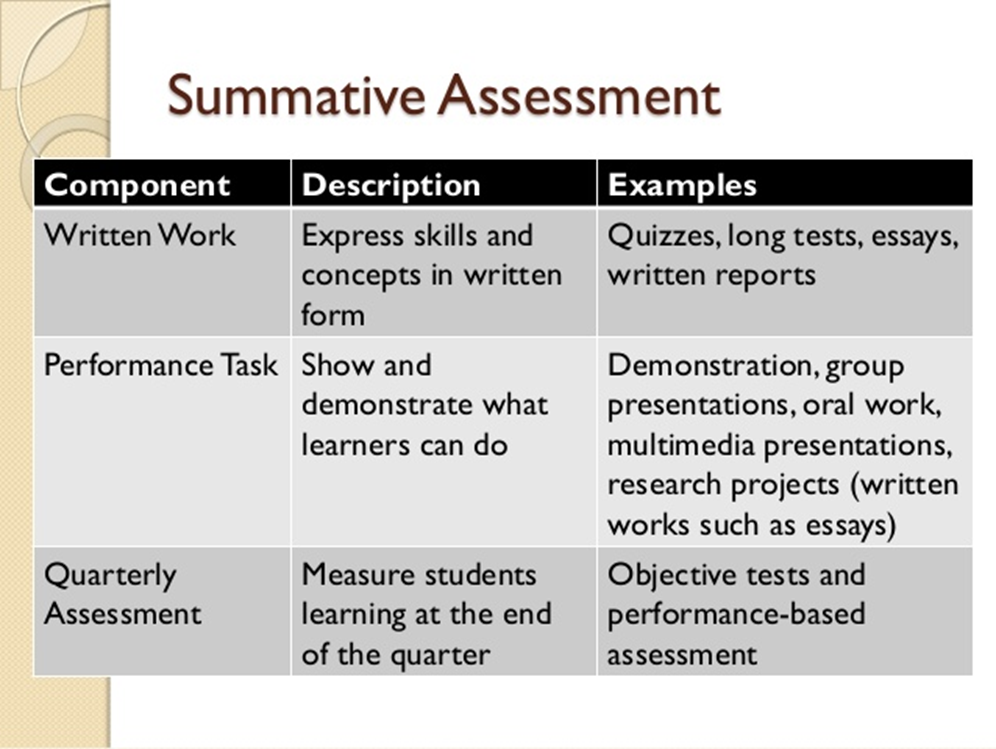 Summative Assessment
Component Description Examples
Written Work
Express skills and
concepts in written
form
Quizzes, long tests, essays,
written reports
Performance Task
Show and
demonstrate what
learners can do
Demonstration, group
presentations, oral work,
multimedia presentations,
research projects (written
works such as essays)
Quarterly
Assessment
Measure students
learning at the end
of the quarter
Objective tests and
performance-based
assessment